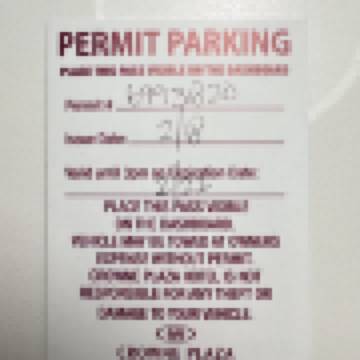 PERMIT PARKING
PLACE THIS PASS VISIBLE ON THE DASHBOARD
Permit #
Issue Date: 2/8
Valid until 3pm on Expiration Date:
PLACE THIS PASS VISIBLY
ON THE DASHBOARD.
VEHICLE MAY BE TOWED AT OWNERS
EXPENSE WITHOUT PERMIT.
CROWNE PLAZA HOTEL IS NOT
RESPONSIBLE FOR ANY THEFT OR
DAMAGE TO YOUR VEHICLE.
CROWNE PLAZA